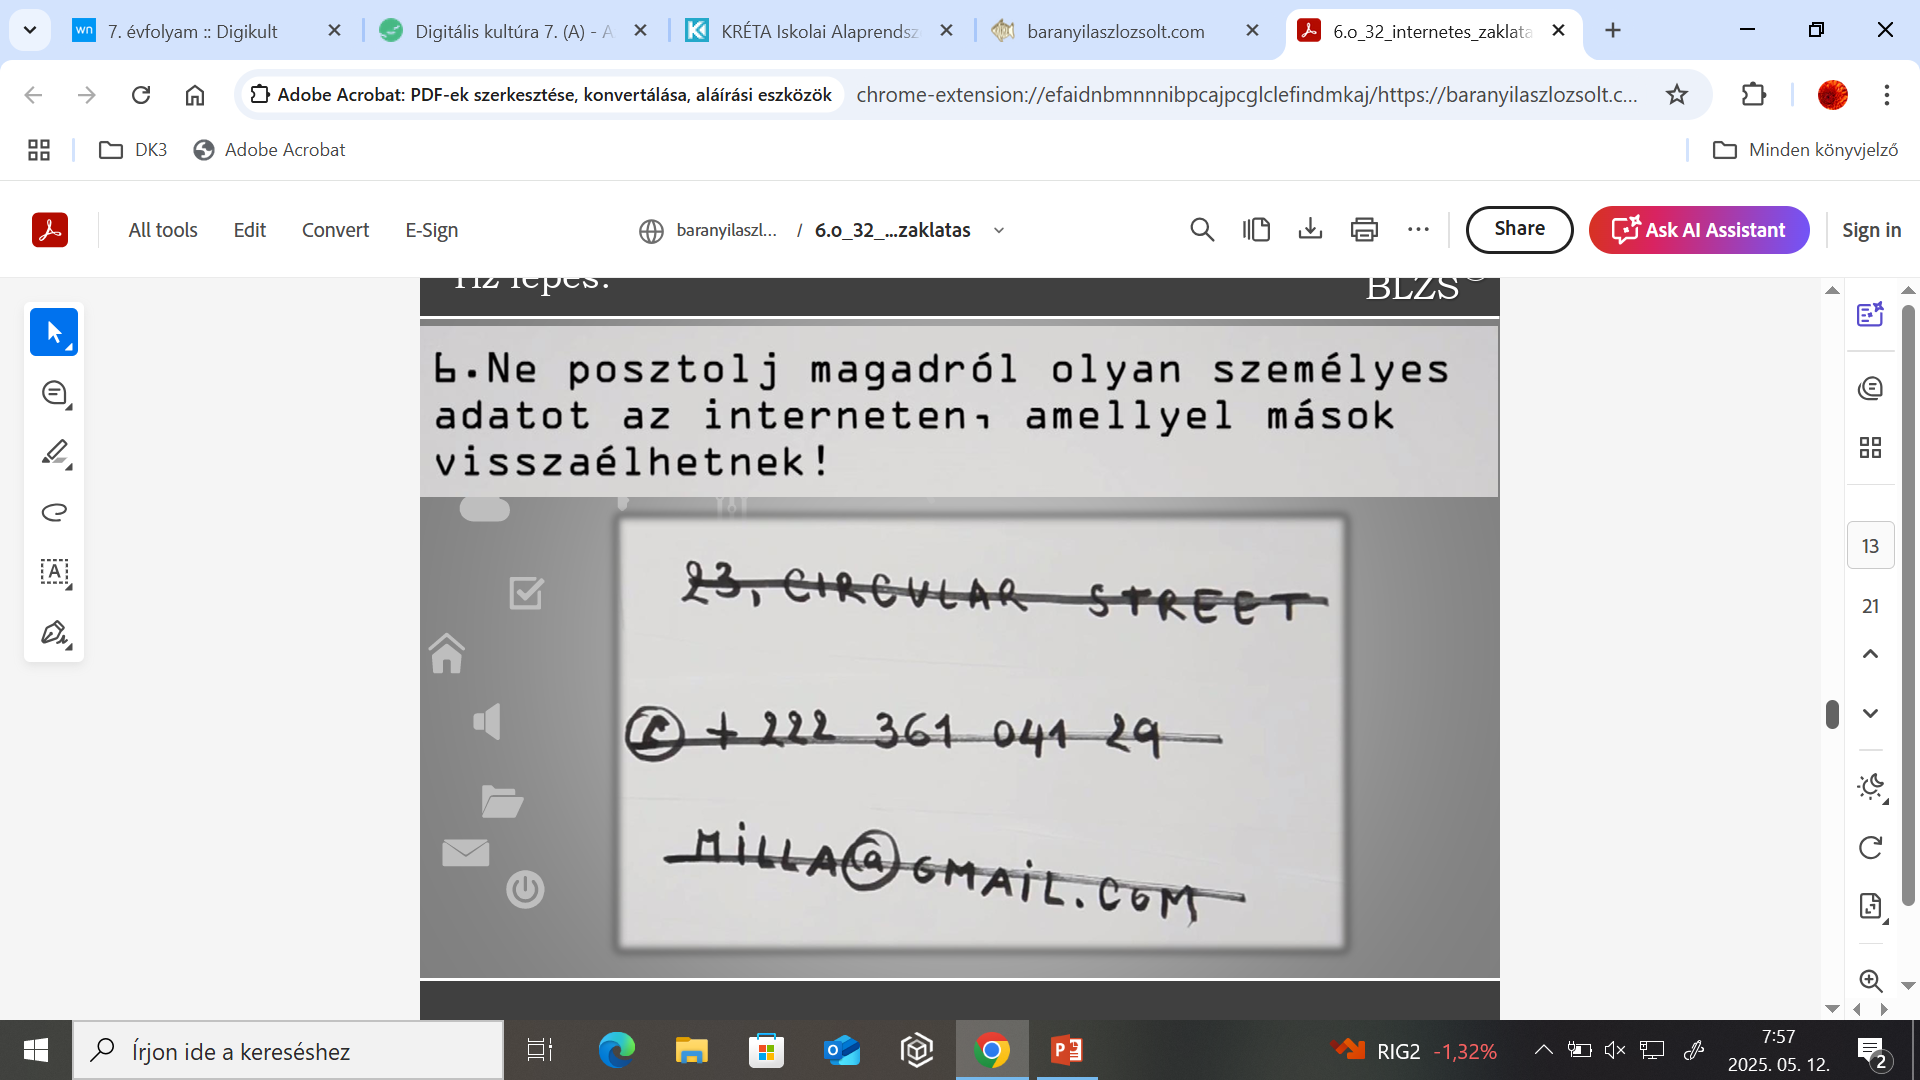 7. évfolyam :: Digikult
Digitális kultúra 7. (A) - A
KRÉTA Iskolai Alaprendsz
baranyilaszlozsolt.com
6.o_32_internetes_zaklata
Adobe Acrobat: PDF-ek szerkesztése, konvertálása, aláírási eszközök
chrome-extension://efaidnbmnnnibpcajpcglclefindmkaj/https://baranyilaszlozsolt.c...
DK3
Adobe Acrobat
Minden könyvjelző
All tools
Edit
Convert
E-Sign
baranyilaszl... / 6.o_32_...zaklatas
Share
Ask AI Assistant
Sign in
Tíz lépés:
BLZS
6.Ne posztolj magadról olyan személyes
adatot az interneten, amellyel mások
visszaélhetnek!
23, CIRCULAR STREET
+ 222 361 041 29
MILLA@GMAIL.COM
13
21
Írjon ide a kereséshez
RIG2 -1,32%
7:57
2025. 05. 12.
2